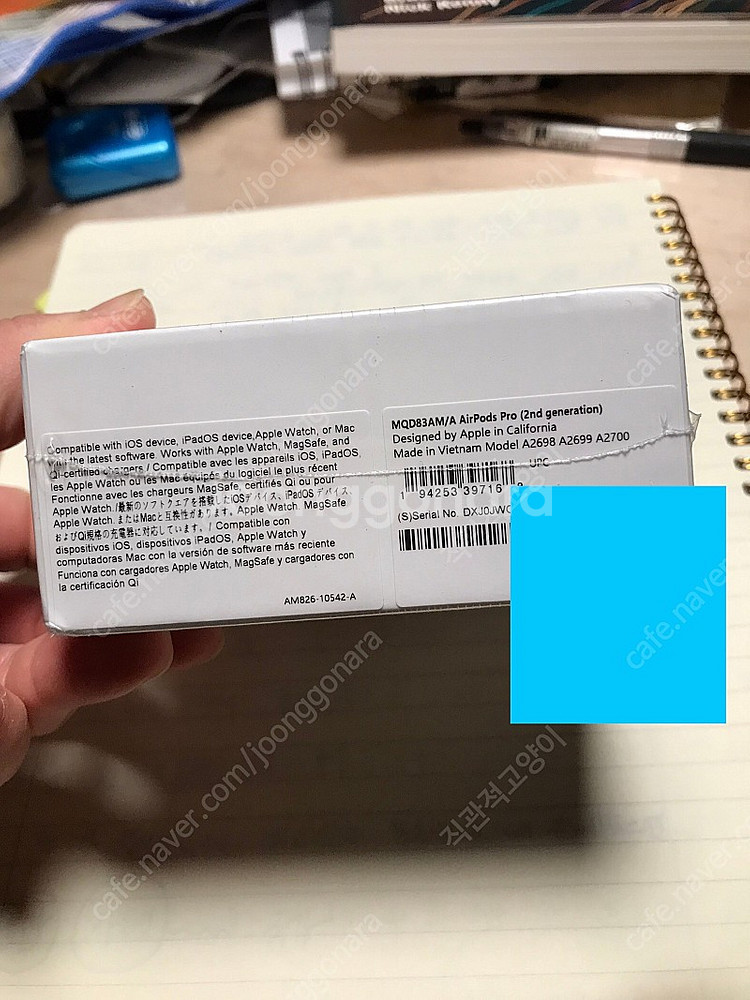 Compatible with iOS device, iPadOS device,Apple Watch, or Mac
the latest software. Works with Apple Watch, MagSafe, and
Qi-certified chargers / Compatible avec les appareils iOS, iPadOS,
les Apple Watch ou les Mac équipés du logiciel le plus récent
Fonctionne avec les chargeurs MagSafe, certifiés Qi ou pour
Apple Watch./最新のソフトウエアを搭載したiOSデバイス、iPadOS デバイス、
Apple Watch、またはMacと互換性があります。Apple Watch、MagSafe
およびQi規格の充電器に対応しています。 / Compatible con
dispositivos iOS, dispositivos iPadOS, Apple Watch y
computadoras Mac con la versión de software más reciente
Funciona con cargadores Apple Watch, MagSafe y cargadores con
la certificación Qi
AM826-10542-A
MQD83AM/A AirPods Pro (2nd generation)
Designed by Apple in California
Made in Vietnam Model A2698 A2699 A2700
UPC
1 94253 39716
(S)Serial No. DXJ0JW
cafe.naver.com/joonggonara
직관적고양이
joonggonara